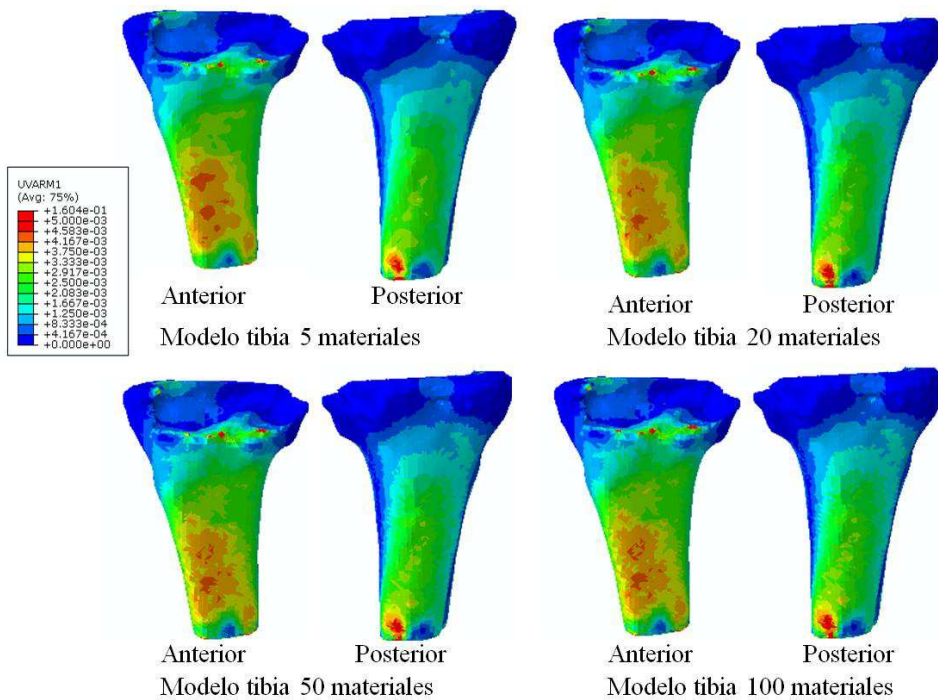 UVARM1
(Avg: 75%)
+1.604e-01
+5.000e-03
+4.583e-03
+4.167e-03
+3.750e-03
+3.333e-03
+2.917e-03
+2.500e-03
+2.083e-03
+1.667e-03
+1.250e-03
+8.333e-04
+4.167e-04
+0.000e+00
Anterior Posterior
Modelo tibia 5 materiales
Anterior Posterior
Modelo tibia 20 materiales
Anterior Posterior
Modelo tibia 50 materiales
Anterior Posterior
Modelo tibia 100 materiales